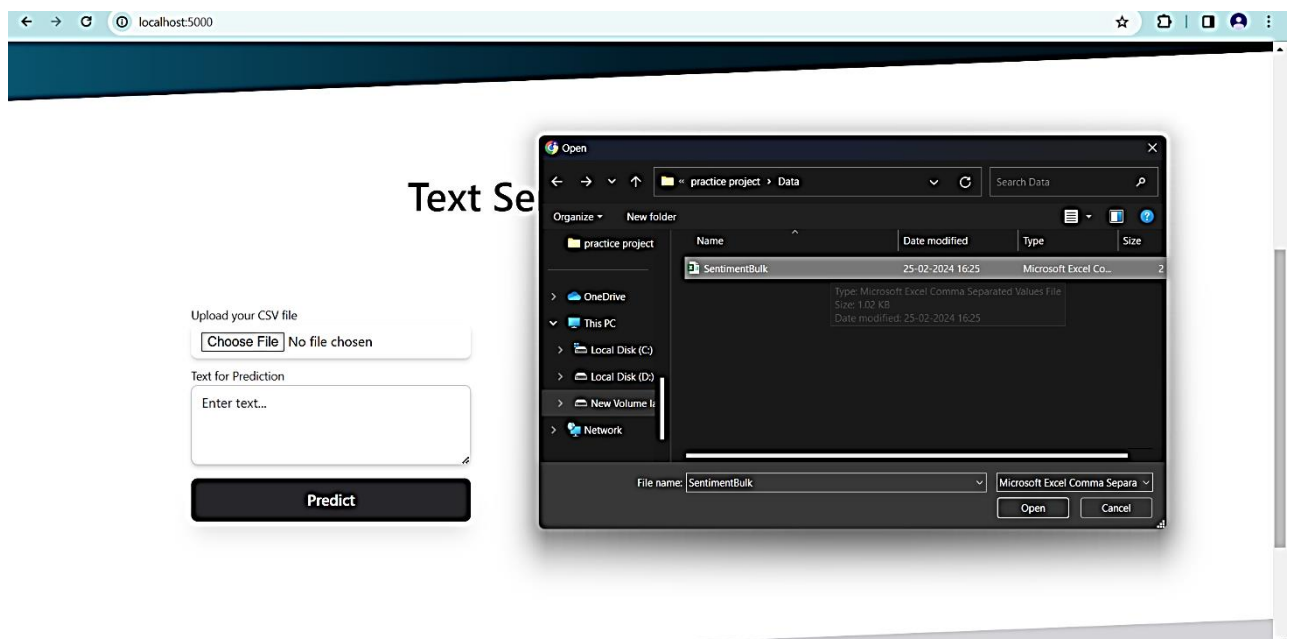 localhost:5000
Open
« practice project › Data
Search Data
Text Se
Organize
New folder
practice project
Name
Date modified
Type
Size
SentimentBulk
25-02-2024 16:25
Microsoft Excel Co...
2
Type: Microsoft Excel Comma Separated Values File
Size: 1.02 KB
Date modified: 25-02-2024 16:25
OneDrive
This PC
Local Disk (C:)
Local Disk (D:)
New Volume
Network
Upload your CSV file
Choose File No file chosen
Text for Prediction
Enter text...
Predict
File name: SentimentBulk
Microsoft Excel Comma Separa
Open
Cancel